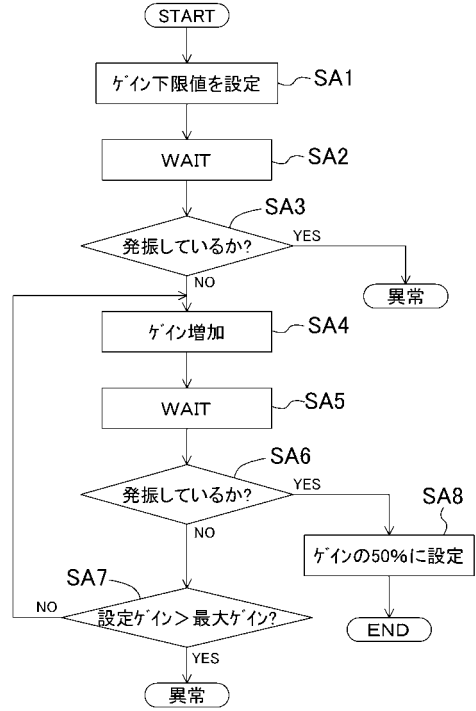 START
ゲイン下限値を設定
SA1
WAIT
SA2
SA3
発振しているか?
YES
NO
異常
ゲイン増加
SA4
WAIT
SA5
SA6
発振しているか?
YES
NO
SA8
ゲインの50%に設定
SA7
NO
設定ゲイン>最大ゲイン?
END
YES
異常